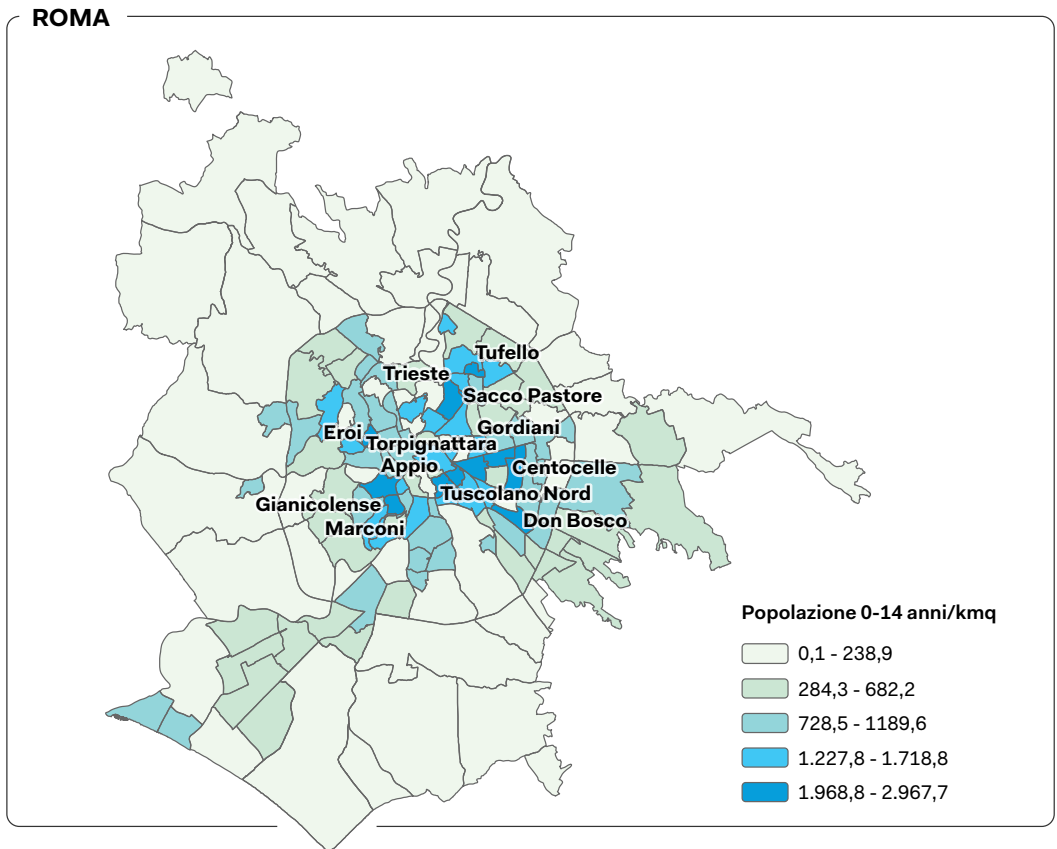 ROMA
Tufello
Trieste
Sacco Pastore
Gordiani
Eroi
Torpignattara
Appio
Centocelle
Tuscolano Nord
Gianicolense
Don Bosco
Marconi
Popolazione 0-14 anni/kmq
0,1 - 238,9
284,3 - 682,2
728,5 - 1189,6
1.227,8 - 1.718,8
1.968,8 - 2.967,7